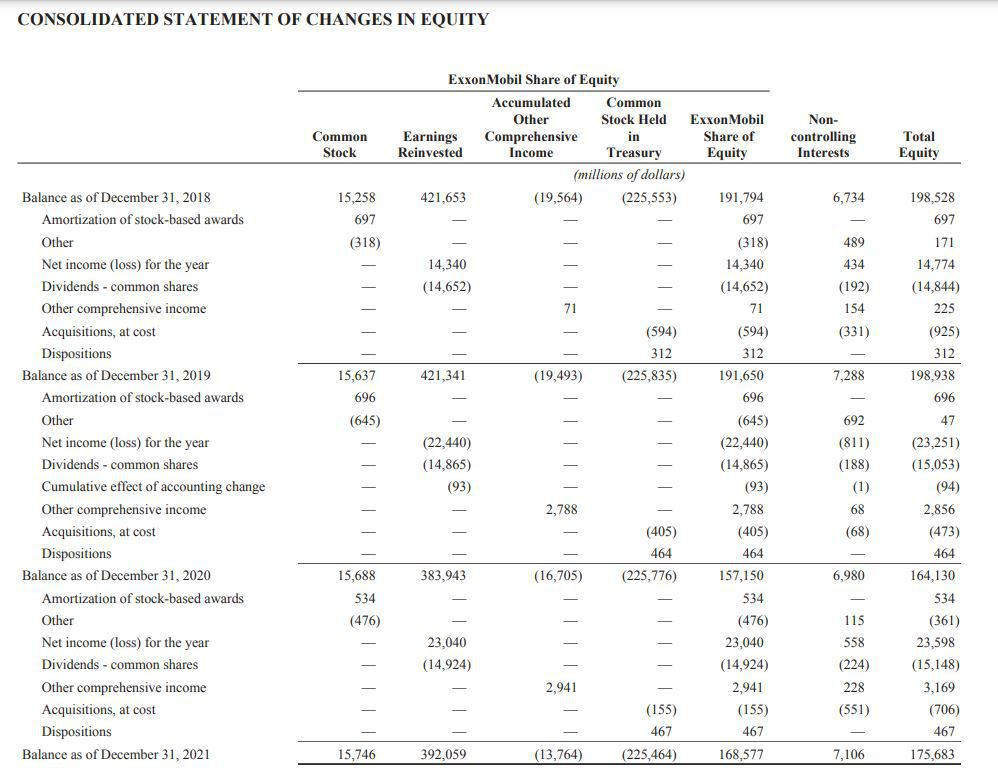 CONSOLIDATED STATEMENT OF CHANGES IN EQUITY
ExxonMobil Share of Equity
Common Stock Earnings Reinvested Accumulated Other Comprehensive Income Common Stock Held in Treasury ExxonMobil Share of Equity Non-controlling Interests Total Equity
(millions of dollars)
Balance as of December 31, 2018 15,258 421,653 (19,564) (225,553) 191,794 6,734 198,528
Amortization of stock-based awards 697 — — — 697 — 697
Other (318) — — — (318) 489 171
Net income (loss) for the year — 14,340 — — 14,340 434 14,774
Dividends - common shares — (14,652) — — (14,652) (192) (14,844)
Other comprehensive income — — 71 — 71 154 225
Acquisitions, at cost — — — (594) (594) (331) (925)
Dispositions — — — 312 312 — 312
Balance as of December 31, 2019 15,637 421,341 (19,493) (225,835) 191,650 7,288 198,938
Amortization of stock-based awards 696 — — — 696 — 696
Other (645) — — — (645) 692 47
Net income (loss) for the year — (22,440) — — (22,440) (811) (23,251)
Dividends - common shares — (14,865) — — (14,865) (188) (15,053)
Cumulative effect of accounting change — (93) — — (93) (1) (94)
Other comprehensive income — — 2,788 — 2,788 68 2,856
Acquisitions, at cost — — — (405) (405) (68) (473)
Dispositions — — — 464 464 — 464
Balance as of December 31, 2020 15,688 383,943 (16,705) (225,776) 157,150 6,980 164,130
Amortization of stock-based awards 534 — — — 534 — 534
Other (476) — — — (476) 115 (361)
Net income (loss) for the year — 23,040 — — 23,040 558 23,598
Dividends - common shares — (14,924) — — (14,924) (224) (15,148)
Other comprehensive income — — 2,941 — 2,941 228 3,169
Acquisitions, at cost — — — (155) (155) (551) (706)
Dispositions — — — 467 467 — 467
Balance as of December 31, 2021 15,746 392,059 (13,764) (225,464) 168,577 7,106 175,683